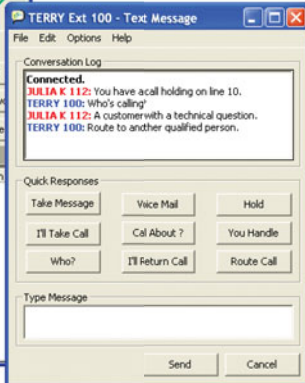 TERRY Ext 100 - Text Message
File Edit Options Help
Conversation Log
Connected.
JULIA K 112: You have acall holding on line 10.
TERRY 100: Who's calling'
JULIA K 112: A customerwith a technical question.
TERRY 100: Route to another qualified person.
Quick Responses
Take Message Voice Mail Hold
I'll Take Call Cal About ? You Handle
Who? I'll Return Call Route Call
Type Message
Send Cancel